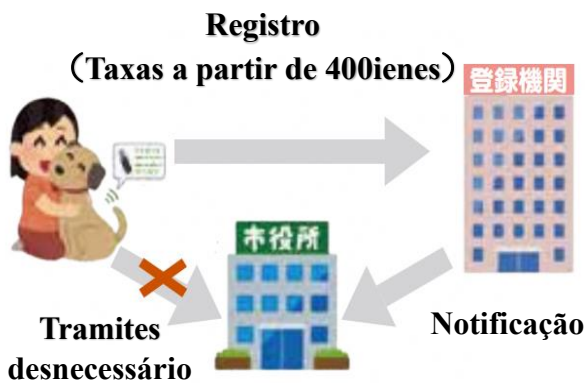 Registro
（Taxas a partir de 400ienes）
登録機関
市役所
Tramites
desnecessário
Notificação